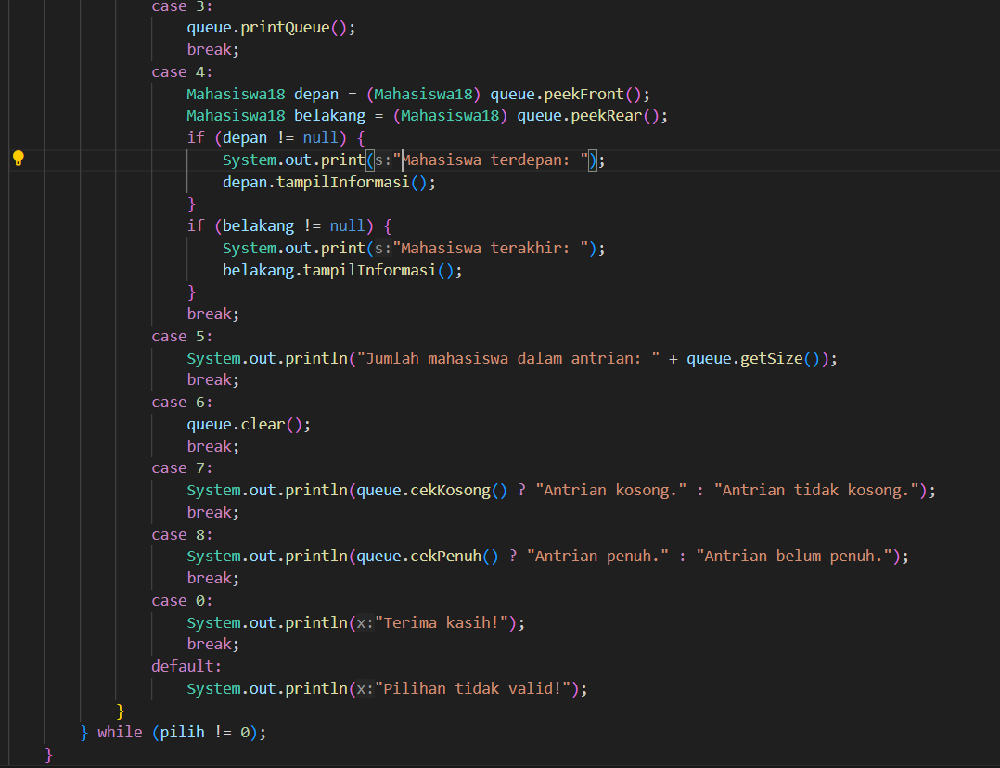 case 3:
queue.printQueue();
break;
case 4:
Mahasiswa18 depan = (Mahasiswa18) queue.peekFront();
Mahasiswa18 belakang = (Mahasiswa18) queue.peekRear();
if (depan != null) {
System.out.print(s:"Mahasiswa terdepan: ");
depan.tampilInformasi();
}
if (belakang != null) {
System.out.print(s:"Mahasiswa terakhir: ");
belakang.tampilInformasi();
}
break;
case 5:
System.out.println("Jumlah mahasiswa dalam antrian: " + queue.getSize());
break;
case 6:
queue.clear();
break;
case 7:
System.out.println(queue.cekKosong() ? "Antrian kosong." : "Antrian tidak kosong.");
break;
case 8:
System.out.println(queue.cekPenuh() ? "Antrian penuh." : "Antrian belum penuh.");
break;
case 0:
System.out.println(x:"Terima kasih!");
break;
default:
System.out.println(x:"Pilihan tidak valid!");
}
} while (pilih != 0);
}